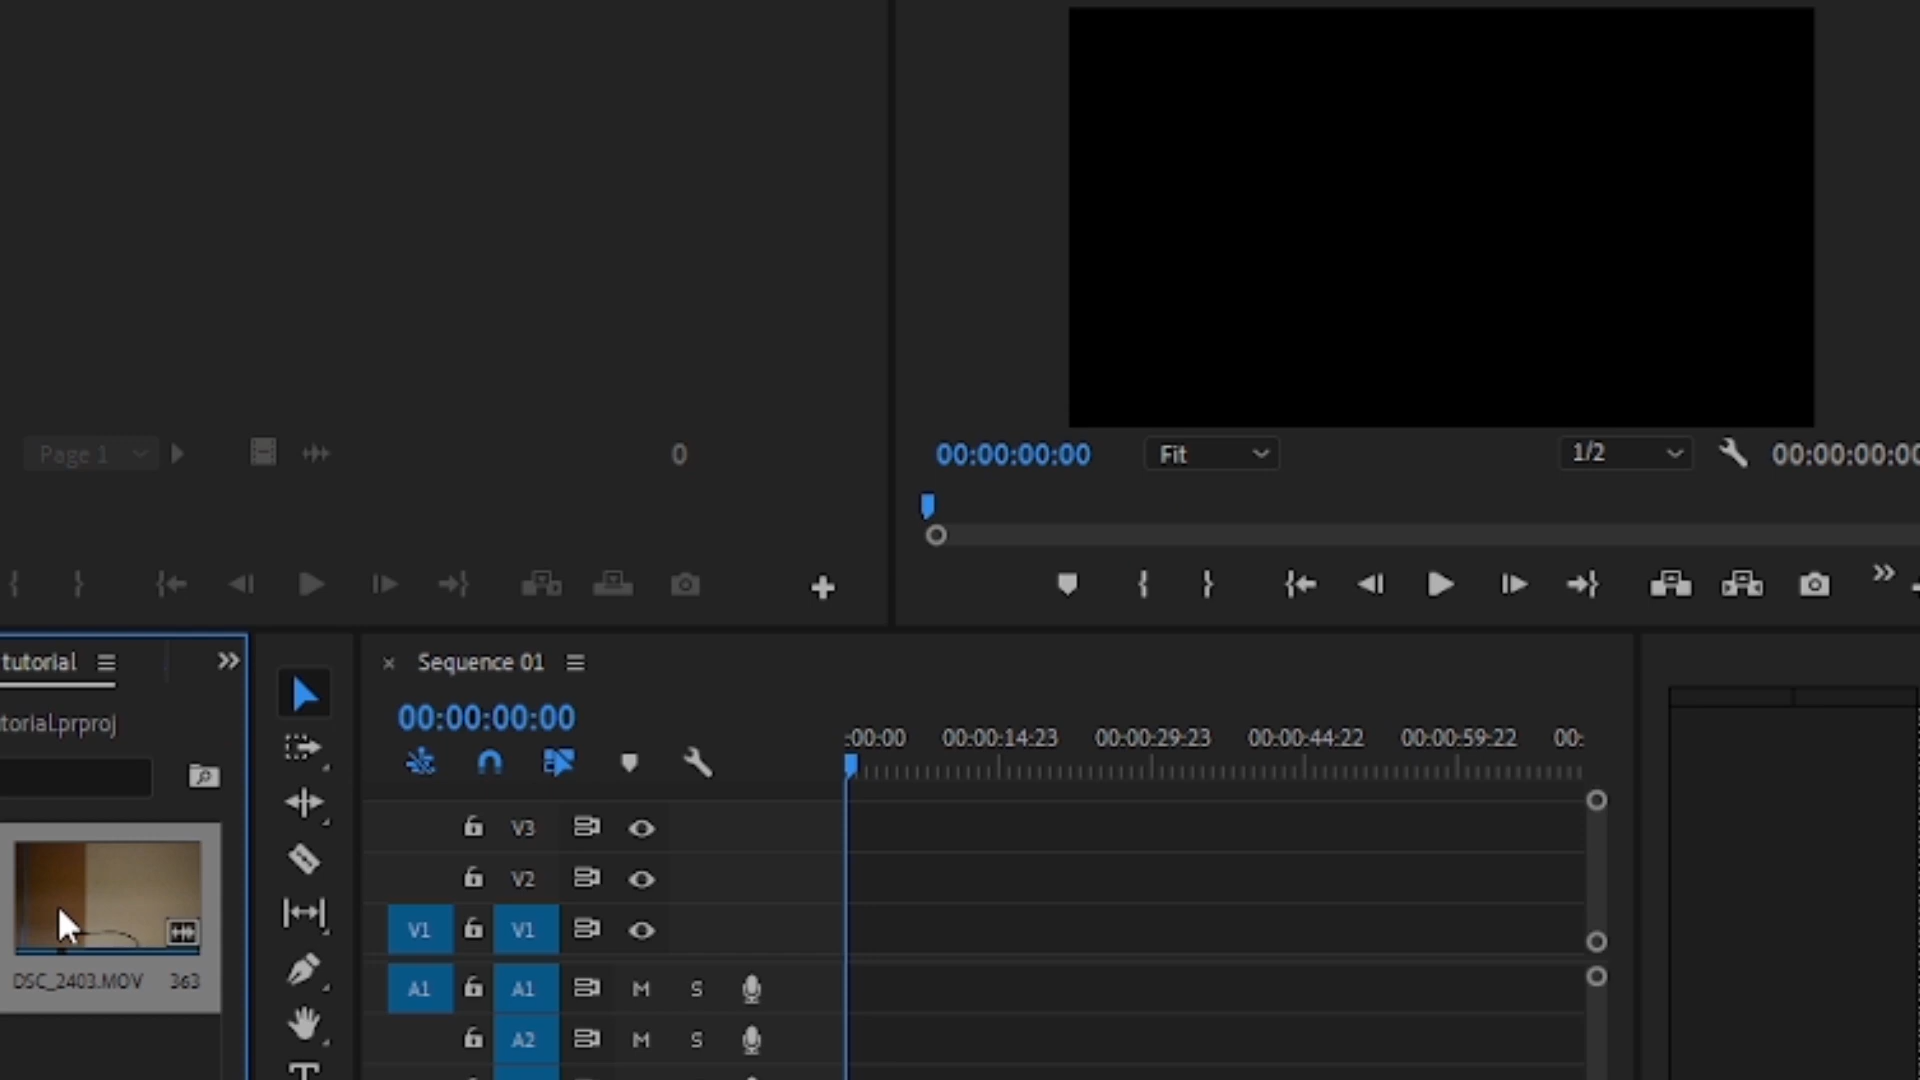 Page 1
0
00:00:00:00
Fit
1/2
00:00:00:00
tutorial
Sequence 01
torial.prproj
00:00:00:00
:00:00 00:00:14:23 00:00:29:23 00:00:44:22 00:00:59:22 00:
V3
V2
V1 V1
DSC_2403.MOV 363
A1 A1 M S
A2 M S